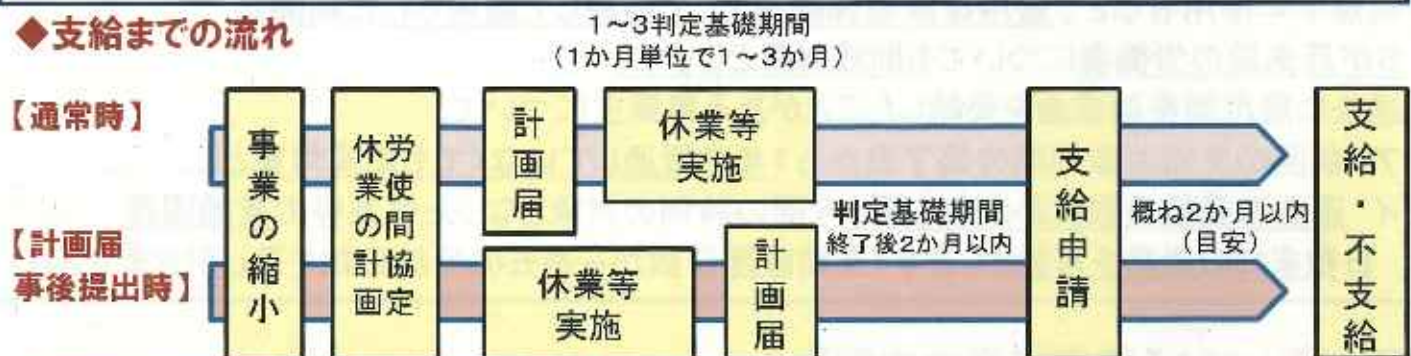 ◆支給までの流れ
1～3判定基礎期間
（1か月単位で1～3か月）
【通常時】
事業の縮小
労使間協定
休業の計画
計画届
休業等
実施
支給申請
支給・不支給
判定基礎期間
終了後2か月以内
概ね2か月以内
（目安）
【計画届
事後提出時】
休業等
実施
計画届